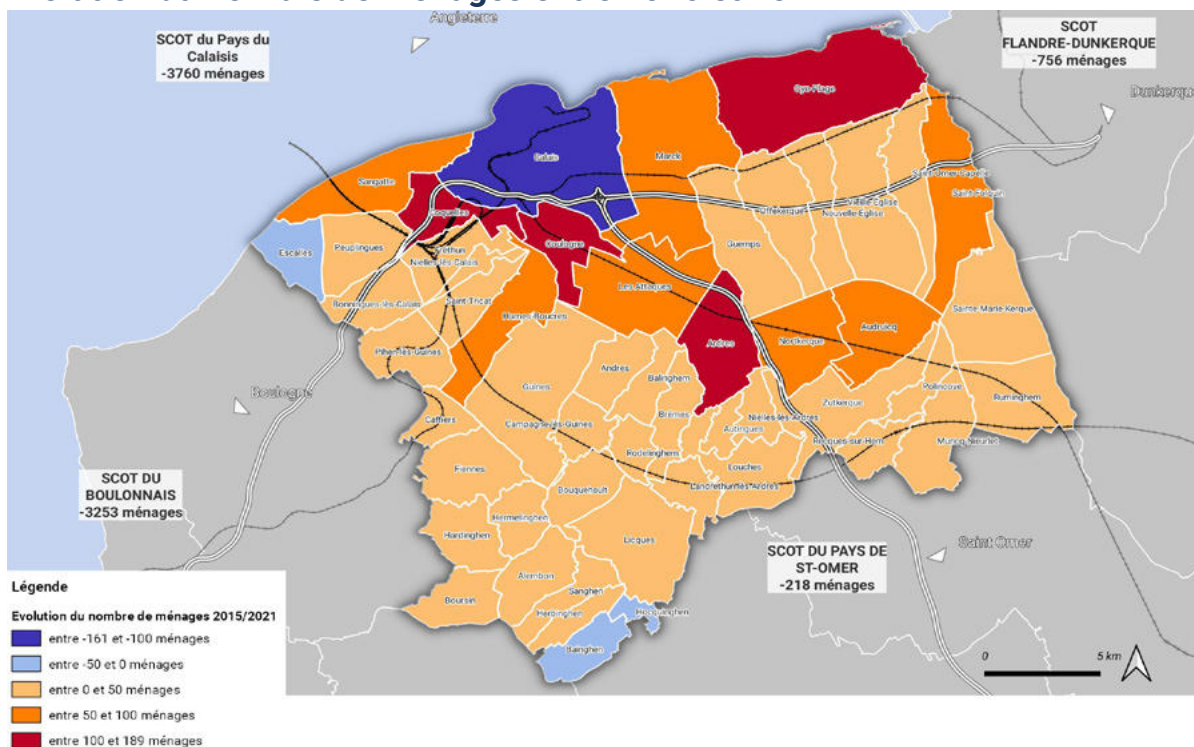 Angleterre
SCOT du Pays du
Calaisis
-3760 ménages
SCOT
FLANDRE-DUNKERQUE
-756 ménages
Dunkerque
Oye-Plage
Calais
Marck
Sangatte
Saint-Omer-Capelle
Saint-Folquin
Coquelles
Vieille-Eglise
Offekerque
Nouvelle-Eglise
Coulogne
Escalles
Peuplingues
Fréthun
Guemps
Nielles-lès-Calais
Les Attaques
Bonningues-lès-Calais
Saint-Tricat
Sainte-Marie-Kerque
Hames-Boucres
Audruicq
Nortkerque
Ardres
Pihen-lès-Guînes
Andres
Balinghem
Guînes
Polincove
Boulogne
Ruminghem
Zutkerque
Brêmes
Nielles-lès-Ardres
Caffiers
Campagne-lès-Guines
Autingues
Recques-sur-Hem
Muncq-Nieurlet
Rodelinghem
Fiennes
Louches
SCOT DU
BOULONNAIS
-3253 ménages
Bouquehault
Landrethun-lès-Ardres
Hermelinghen
Hardinghen
Licques
SCOT DU PAYS DE
ST-OMER
-218 ménages
Saint Omer
Alembon
Sanghen
Boursin
Herbinghen
Hocquinghen
Bainghen
Légende
Evolution du nombre de ménages 2015/2021
entre -161 et -100 ménages
entre -50 et 0 ménages
entre 0 et 50 ménages
entre 50 et 100 ménages
entre 100 et 189 ménages
0
5 km